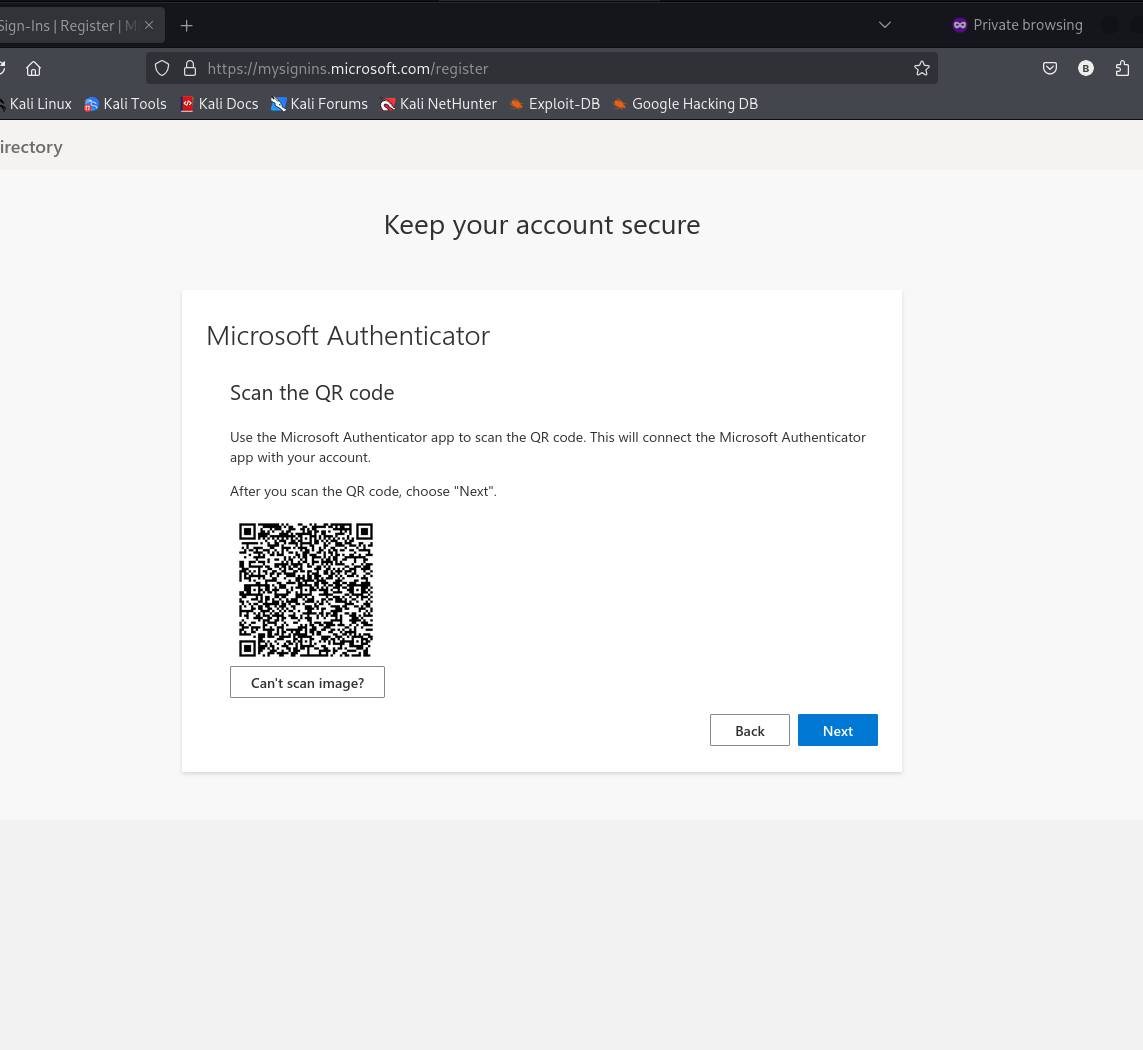 Sign-Ins | Register | M
Private browsing
https://mysignins.microsoft.com/register
B
Kali Linux Kali Tools Kali Docs Kali Forums Kali NetHunter Exploit-DB Google Hacking DB
irectory
Keep your account secure
Microsoft Authenticator
Scan the QR code
Use the Microsoft Authenticator app to scan the QR code. This will connect the Microsoft Authenticator
app with your account.
After you scan the QR code, choose "Next".
Can't scan image?
Back Next